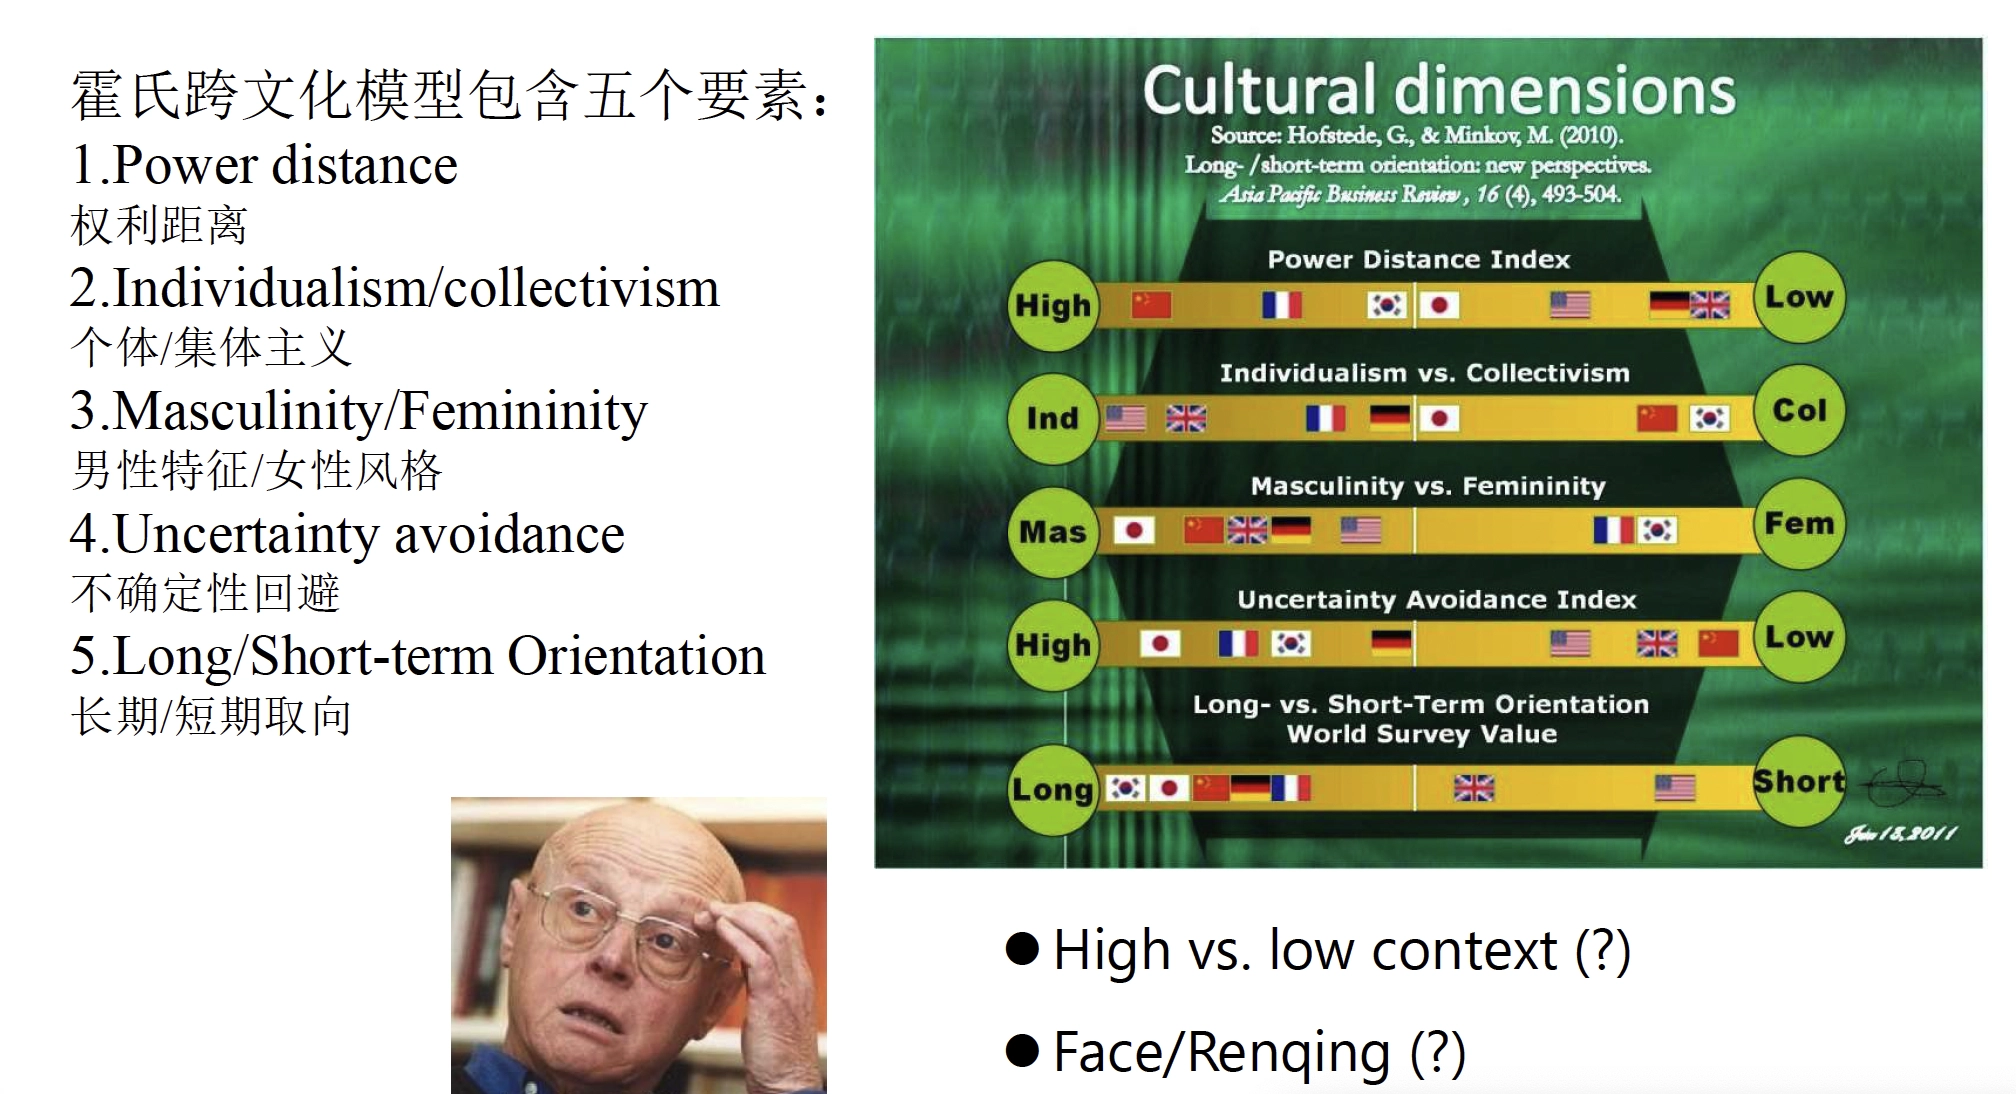 霍氏跨文化模型包含五个要素：
1.Power distance
权利距离
2.Individualism/collectivism
个体/集体主义
3.Masculinity/Femininity
男性特征/女性风格
4.Uncertainty avoidance
不确定性回避
5.Long/Short-term Orientation
长期/短期取向
Cultural dimensions
Source: Hofstede, G., & Minkov, M. (2010).
Long- /short-term orientation: new perspectives.
Asia Pacific Business Review , 16 (4), 493-504.
Power Distance Index
High
Low
Individualism vs. Collectivism
Ind
Col
Masculinity vs. Femininity
Mas
Fem
Uncertainty Avoidance Index
High
Low
Long- vs. Short-Term Orientation
World Survey Value
Long
Short
15, 2011
● High vs. low context (?)
● Face/Renqing (?)